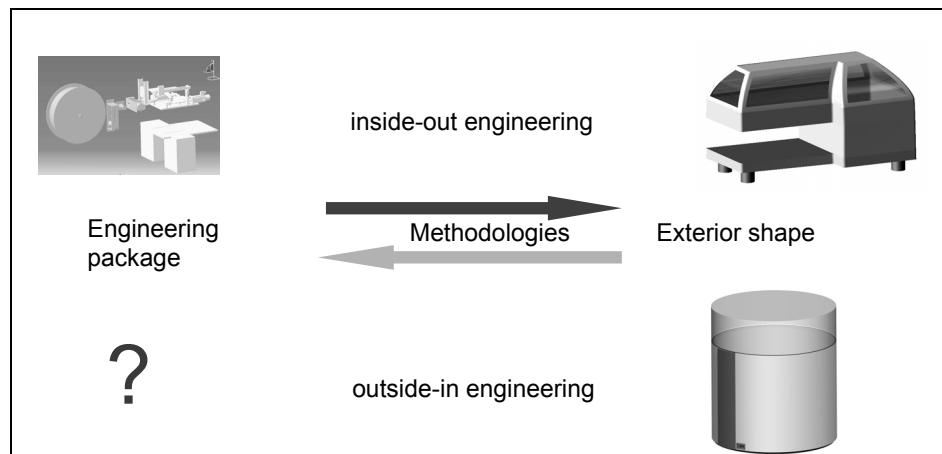 inside-out engineering
Engineering
package
Methodologies
Exterior shape
?
outside-in engineering